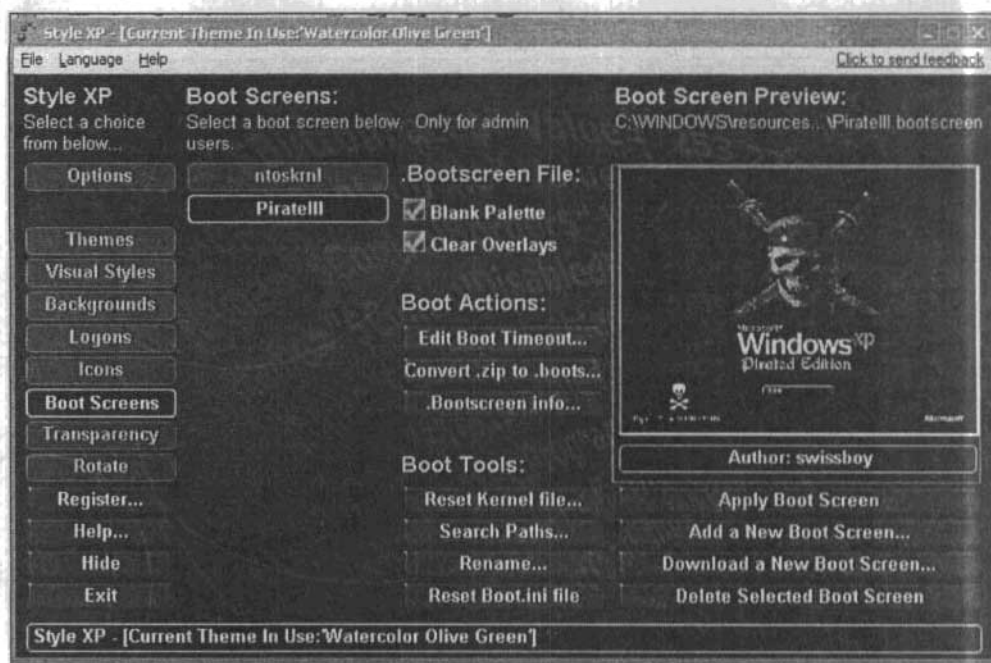 Style XP - [Current Theme In Use:'Watercolor Olive Green']
File Language Help
Click to send feedback
Style XP
Select a choice
from below...
Options
Themes
Visual Styles
Backgrounds
Logons
Icons
Boot Screens
Transparency
Rotate
Register...
Help...
Hide
Exit
Boot Screens:
Select a boot screen below. Only for admin
users.
ntoskrnl
PirateIII
.Bootscreen File:
Blank Palette
Clear Overlays
Boot Actions:
Edit Boot Timeout...
Convert .zip to .boots...
.Bootscreen info...
Boot Tools:
Reset Kernel file...
Search Paths...
Rename...
Reset Boot.ini file
Boot Screen Preview:
C:\WINDOWS\resources... \PirateIII.bootscreen
Microsoft
Windows xp
Pirated Edition
Microsoft
Author: swissboy
Apply Boot Screen
Add a New Boot Screen...
Download a New Boot Screen...
Delete Selected Boot Screen
Style XP - [Current Theme In Use:'Watercolor Olive Green']